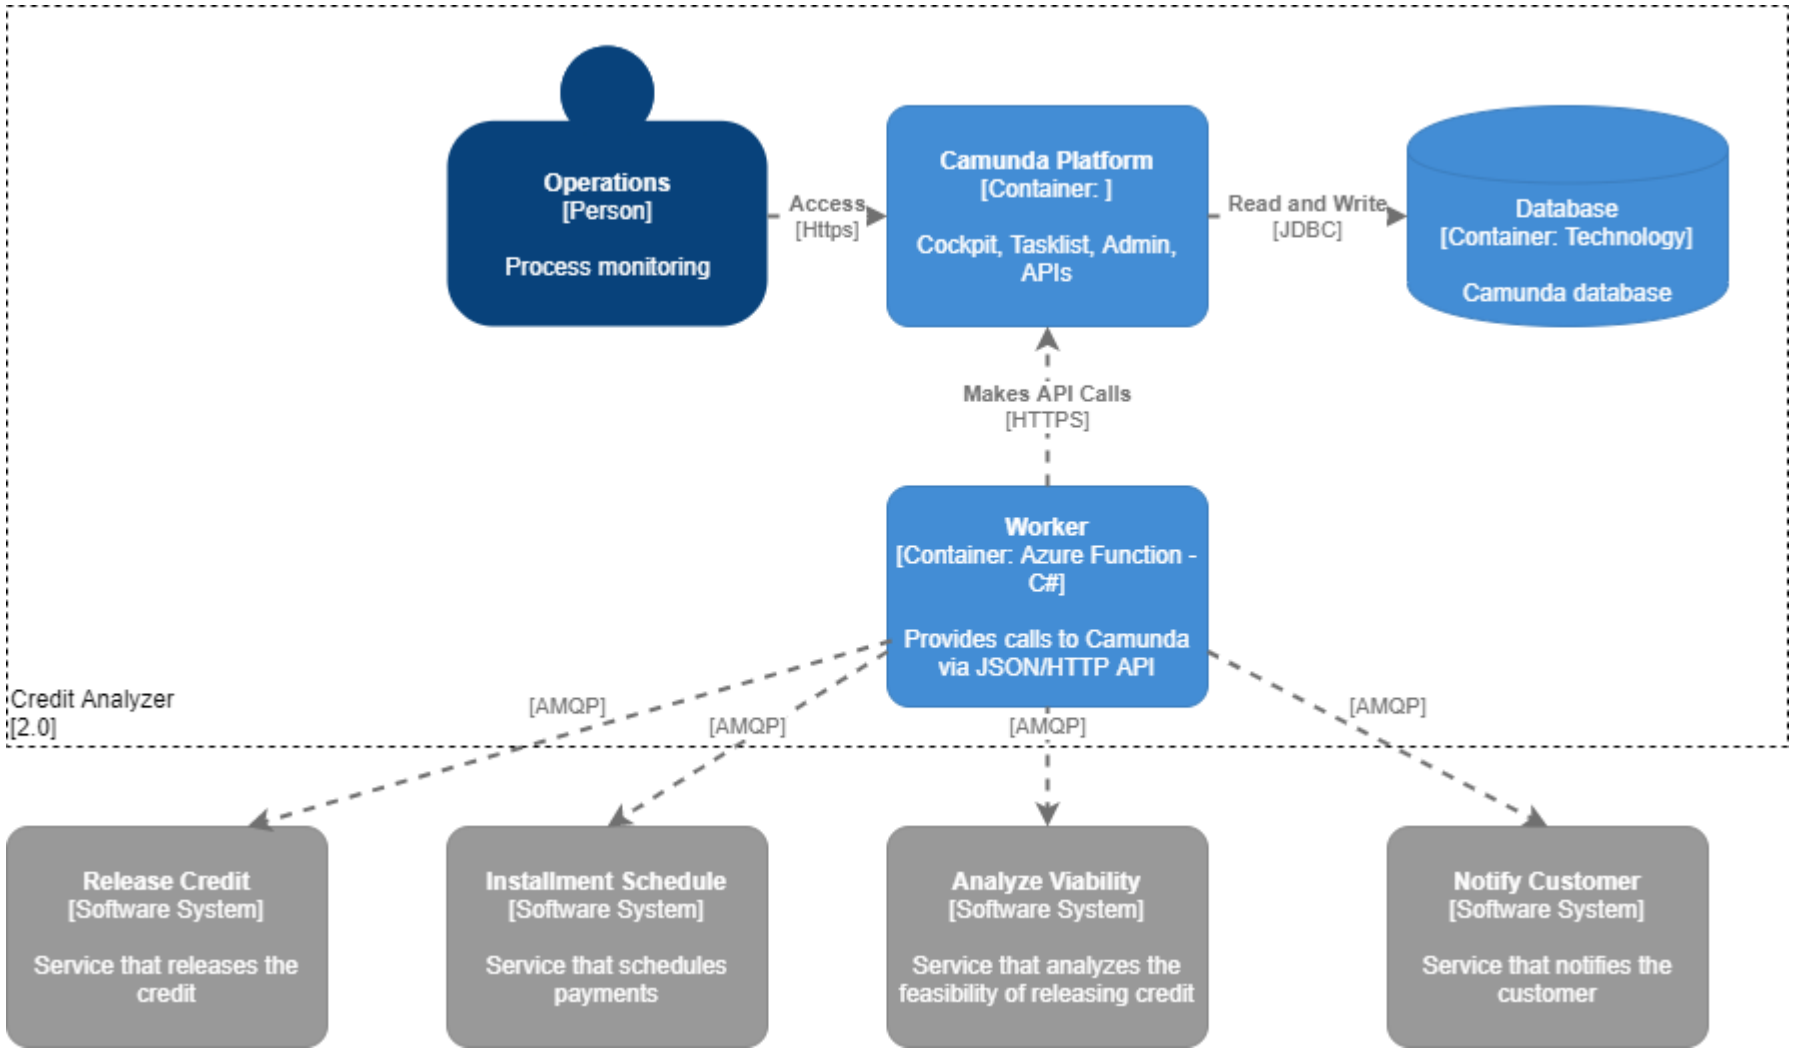 Operations
[Person]
Process monitoring
Access
[Https]
Camunda Platform
[Container: ]
Cockpit, Tasklist, Admin,
APIs
Read and Write
[JDBC]
Database
[Container: Technology]
Camunda database
Makes API Calls
[HTTPS]
Worker
[Container: Azure Function -
C#]
Provides calls to Camunda
via JSON/HTTP API
Credit Analyzer
[2.0]
[AMQP]
[AMQP]
[AMQP]
[AMQP]
Release Credit
[Software System]
Service that releases the
credit
Installment Schedule
[Software System]
Service that schedules
payments
Analyze Viability
[Software System]
Service that analyzes the
feasibility of releasing credit
Notify Customer
[Software System]
Service that notifies the
customer